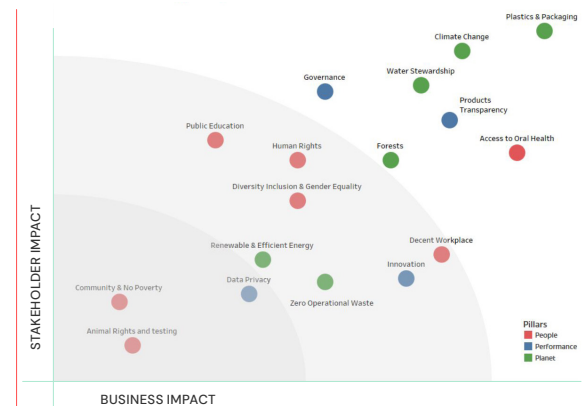 Plastics & Packaging
Climate Change
Water Stewardship
Governance
Products
Transparency
Public Education
Human Rights
Forests
Access to Oral Health
Diversity Inclusion & Gender Equality
Renewable & Efficient Energy
Decent Workplace
Innovation
Data Privacy
Community & No Poverty
Zero Operational Waste
Animal Rights and testing
STAKEHOLDER IMPACT
BUSINESS IMPACT
Pillars
People
Performance
Planet